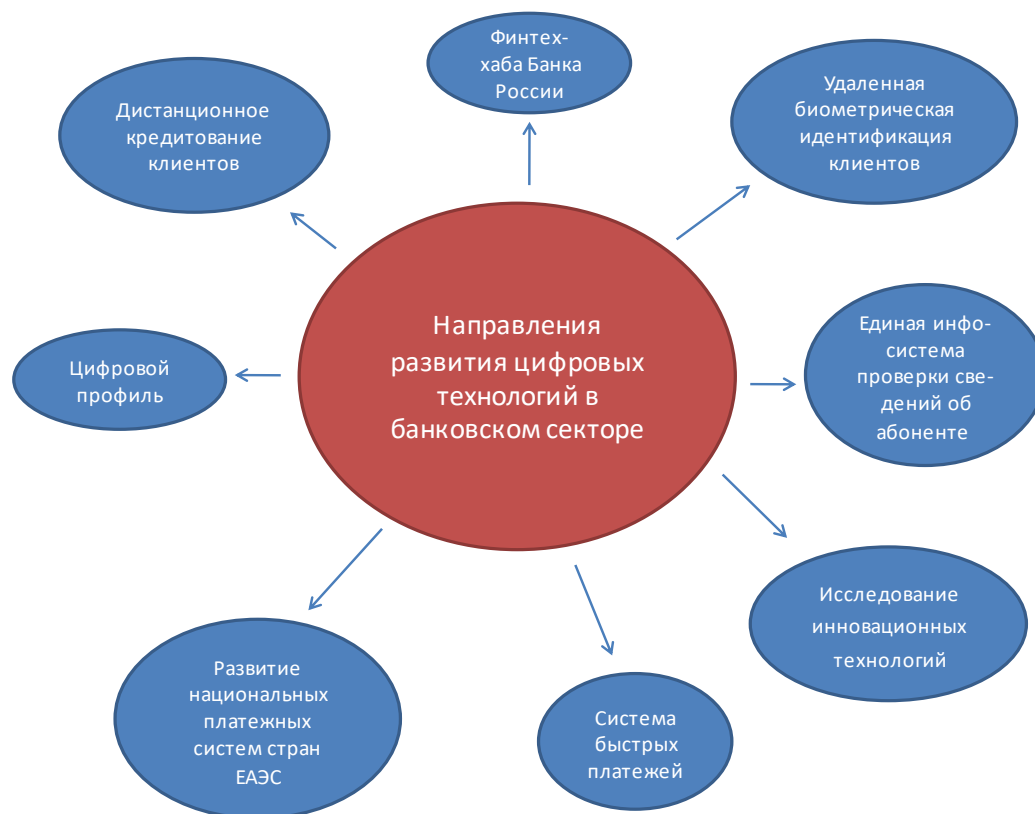 Финтех-
хаба Банка
России
Удаленная
биометрическая
идентификация
клиентов
Дистанционное
кредитование
клиентов
Единая инфо-
система
проверки све-
дений об
абоненте
Направления
развития цифровых
технологий в
банковском секторе
Цифровой
профиль
Исследование
инновационных
технологий
Развитие
национальных
платежных
систем стран
ЕАЭС
Система
быстрых
платежей